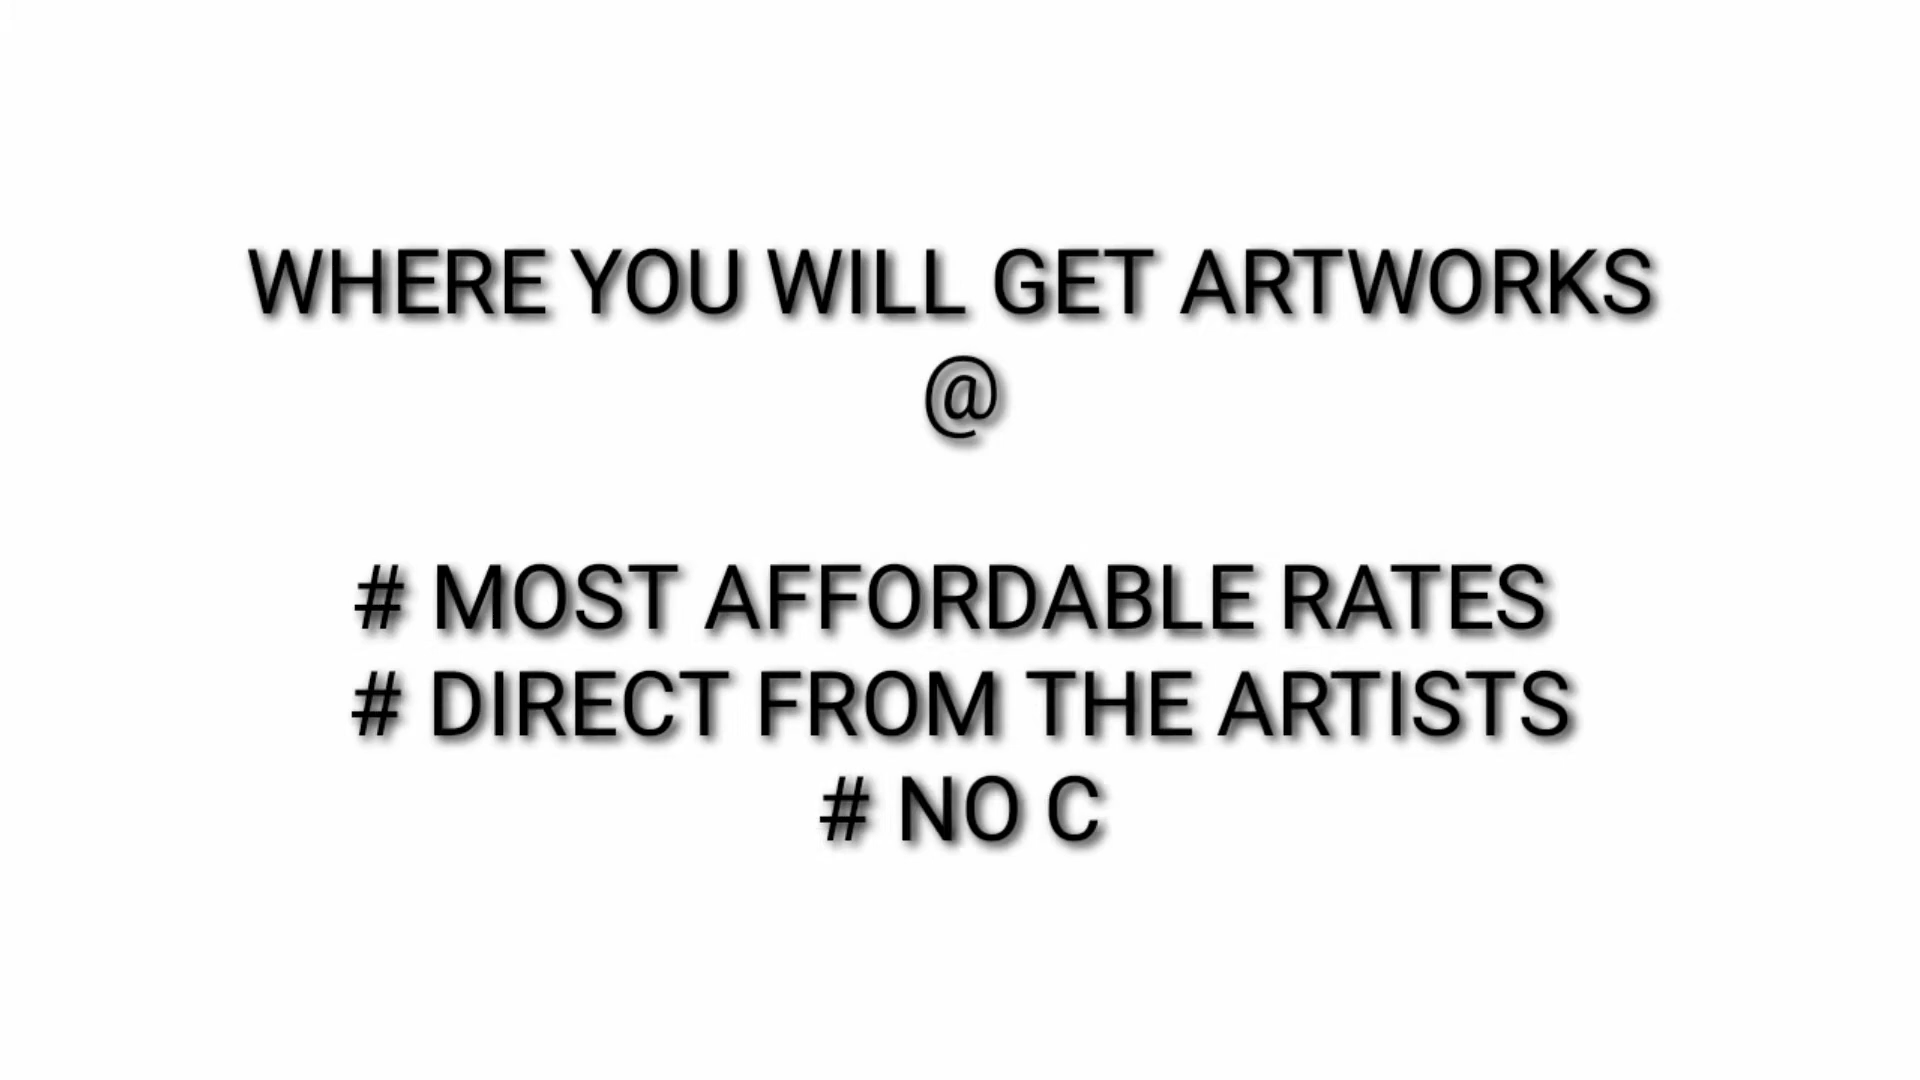 WHERE YOU WILL GET ARTWORKS
@
# MOST AFFORDABLE RATES
# DIRECT FROM THE ARTISTS
# NO C